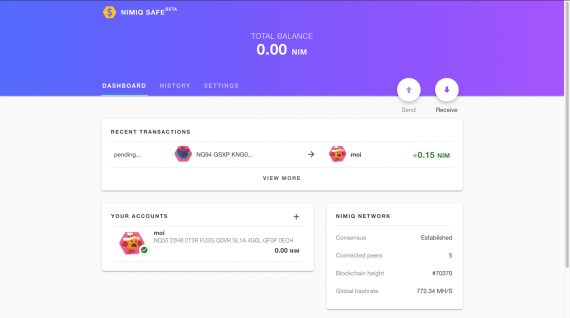 NIMIQ SAFE BETA
TOTAL BALANCE
0.00 NIM
DASHBOARD HISTORY SETTINGS
Send Receive
RECENT TRANSACTIONS
pending... NQ94 GSXP KNG0... → moi +0.15 NIM
VIEW MORE
YOUR ACCOUNTS +
moi
NQ55 22H8 2T3R FU2G Q0VR SL1A 4G0L GF0P 0ECH
0.00 NIM
NIMIQ NETWORK
Consensus Established
Connected peers 5
Blockchain height #70370
Global hashrate 772.34 MH/S